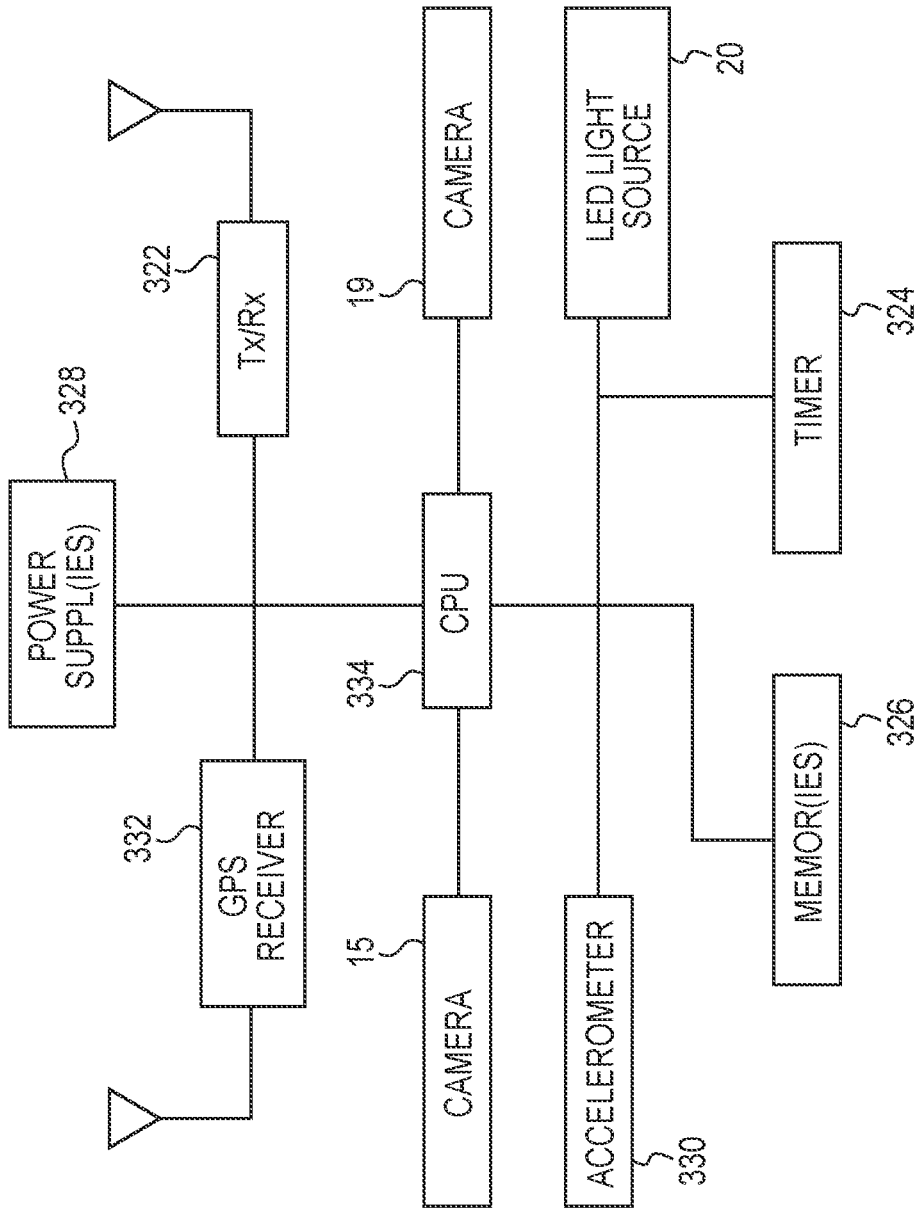 328
POWER
SUPPL(IES)
332
GPS
RECEIVER
322
Tx/Rx
15
CAMERA
334
CPU
19
CAMERA
ACCELEROMETER
330
LED LIGHT
SOURCE
20
MEMOR(IES)
326
TIMER
324